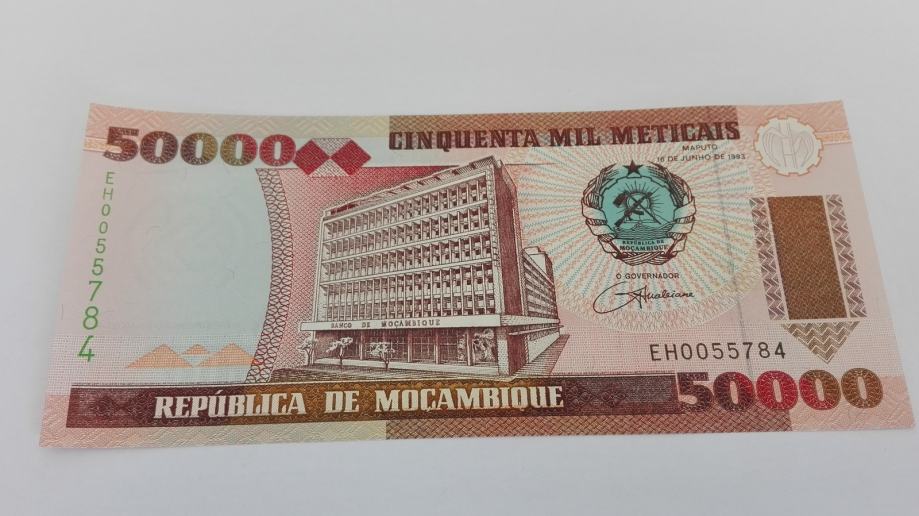 50000
CINQUENTA MIL METICAIS
MAPUTO
16 DE JUNHO DE 1993
EH0055784
REPÚBLICA DE
MOÇAMBIQUE
O GOVERNADOR
BANCO DE MOÇAMBIQUE
EH0055784
REPÚBLICA DE MOÇAMBIQUE
50000